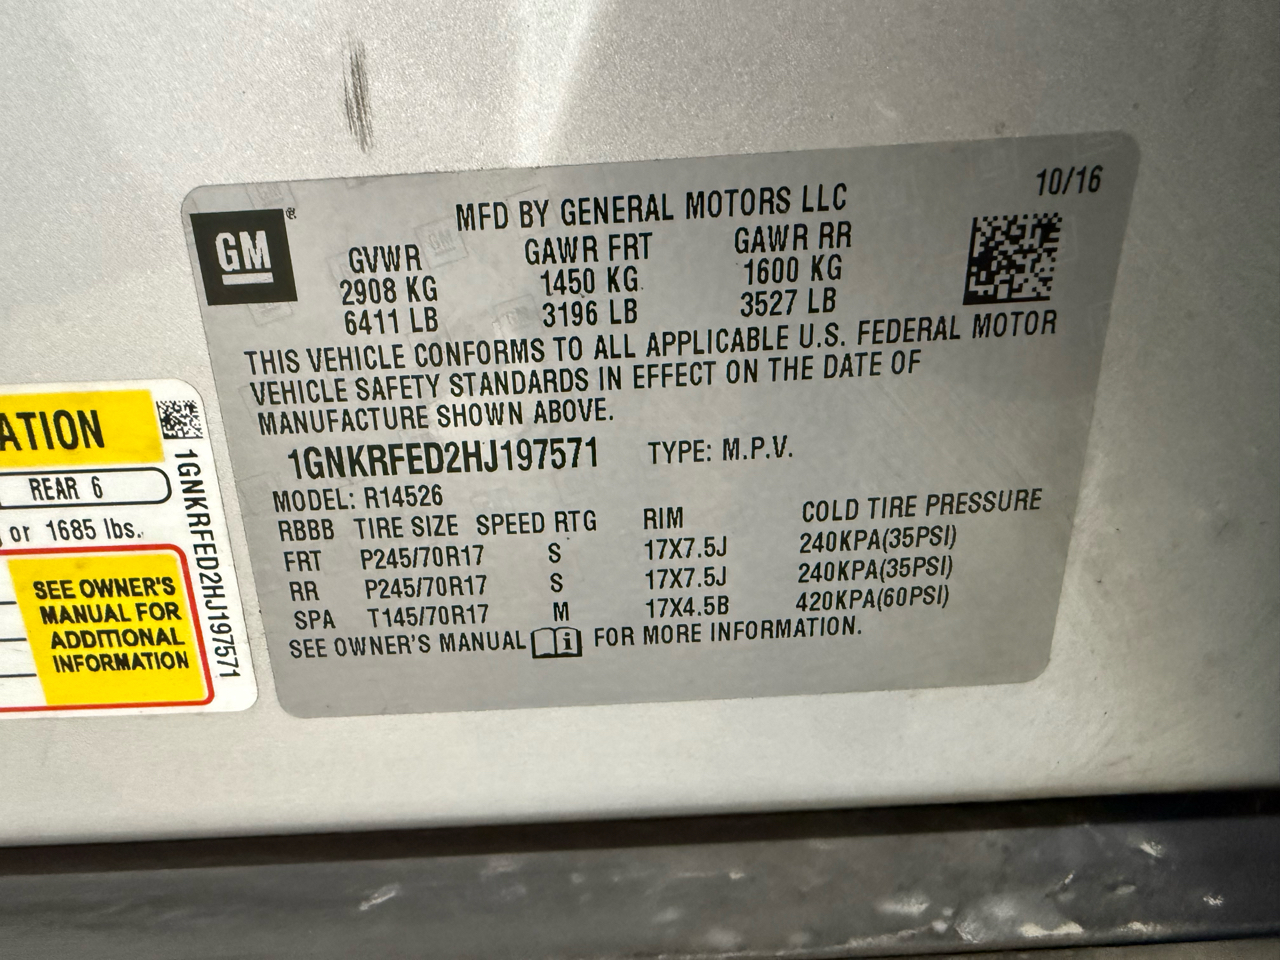 GM
®
10/16
MFD BY GENERAL MOTORS LLC
GVWR GAWR FRT GAWR RR
2908 KG 1450 KG 1600 KG
6411 LB 3196 LB 3527 LB
THIS VEHICLE CONFORMS TO ALL APPLICABLE U.S. FEDERAL MOTOR
VEHICLE SAFETY STANDARDS IN EFFECT ON THE DATE OF
MANUFACTURE SHOWN ABOVE.
1GNKRFED2HJ197571 TYPE: M.P.V.
MODEL: R14526
RBBB TIRE SIZE SPEED RTG RIM COLD TIRE PRESSURE
FRT P245/70R17 S 17X7.5J 240KPA(35PSI)
RR P245/70R17 S 17X7.5J 240KPA(35PSI)
SPA T145/70R17 M 17X4.5B 420KPA(60PSI)
SEE OWNER'S MANUAL i FOR MORE INFORMATION.
ATION
REAR 6
or 1685 lbs.
SEE OWNER'S
MANUAL FOR
ADDITIONAL
INFORMATION
1GNKRFED2HJ197571